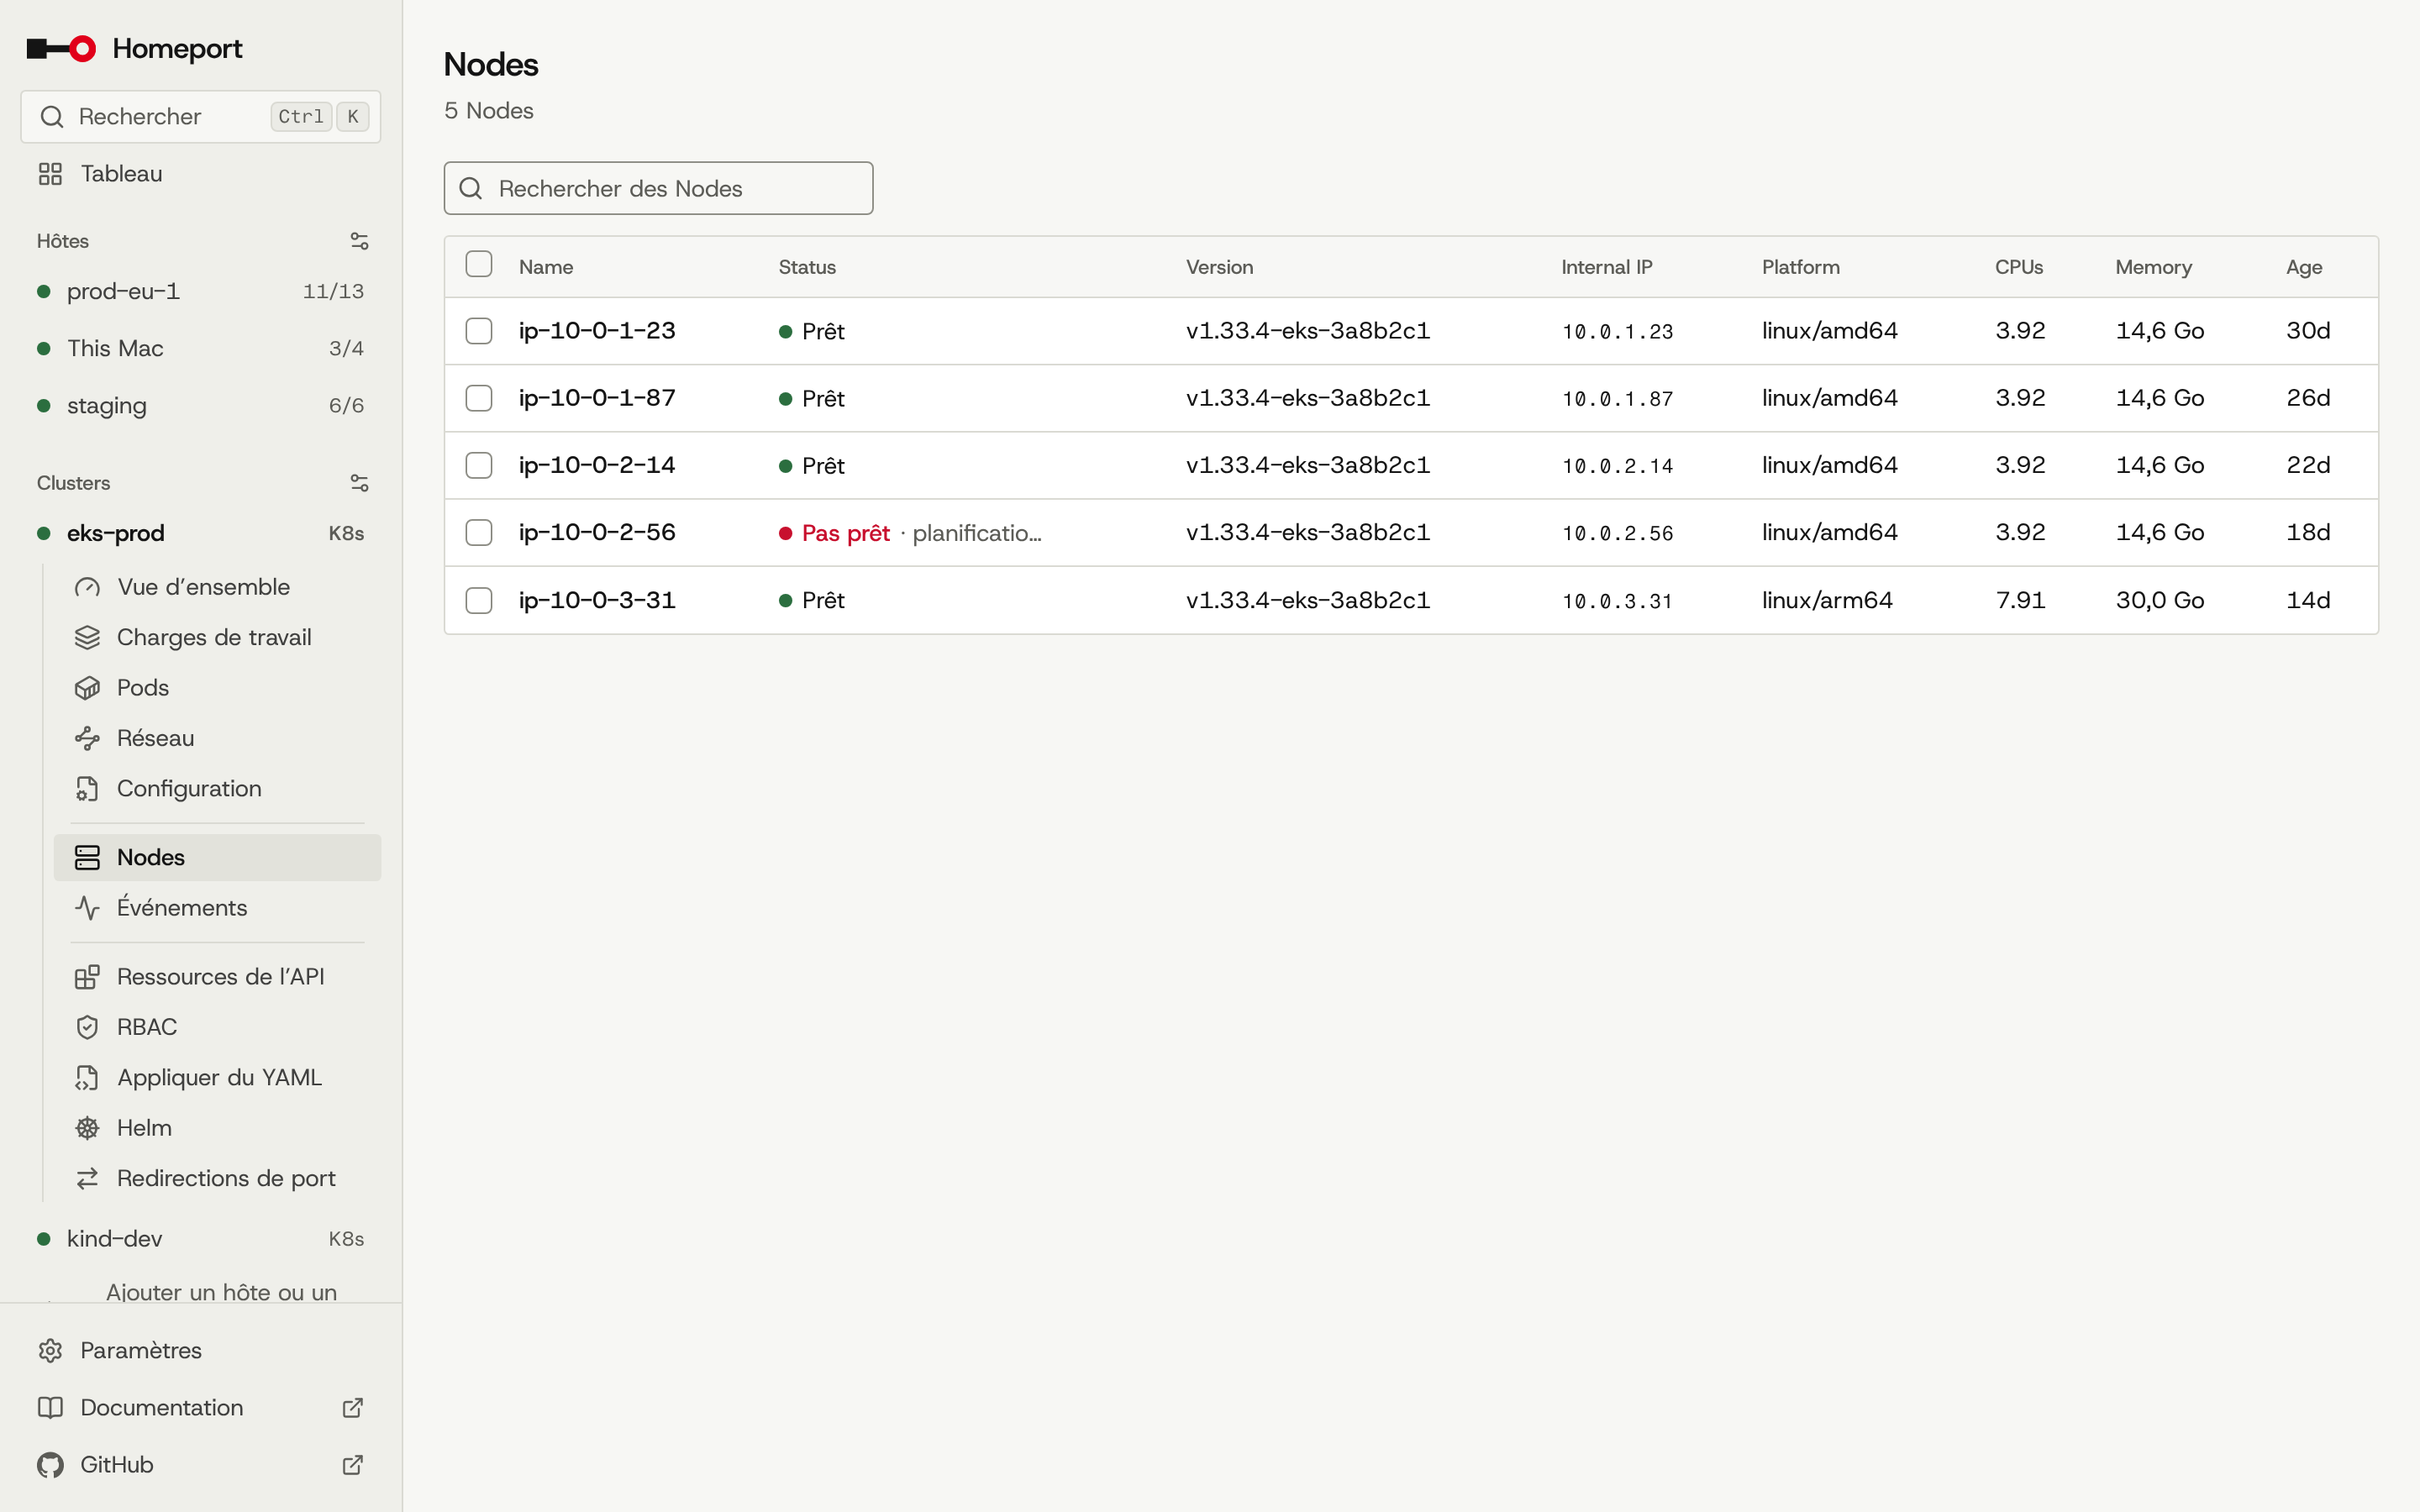 Homeport
Rechercher Ctrl K
Tableau
Hôtes
prod-eu-1 11/13
This Mac 3/4
staging 6/6
Clusters
eks-prod K8s
Vue d’ensemble
Charges de travail
Pods
Réseau
Configuration
Nodes
Événements
Ressources de l’API
RBAC
Appliquer du YAML
Helm
Redirections de port
kind-dev K8s
Ajouter un hôte ou un
Paramètres
Documentation
GitHub
Nodes
5 Nodes
Rechercher des Nodes
Name Status Version Internal IP Platform CPUs Memory Age
ip-10-0-1-23 Prêt v1.33.4-eks-3a8b2c1 10.0.1.23 linux/amd64 3.92 14,6 Go 30d
ip-10-0-1-87 Prêt v1.33.4-eks-3a8b2c1 10.0.1.87 linux/amd64 3.92 14,6 Go 26d
ip-10-0-2-14 Prêt v1.33.4-eks-3a8b2c1 10.0.2.14 linux/amd64 3.92 14,6 Go 22d
ip-10-0-2-56 Pas prêt · planificatio… v1.33.4-eks-3a8b2c1 10.0.2.56 linux/amd64 3.92 14,6 Go 18d
ip-10-0-3-31 Prêt v1.33.4-eks-3a8b2c1 10.0.3.31 linux/arm64 7.91 30,0 Go 14d